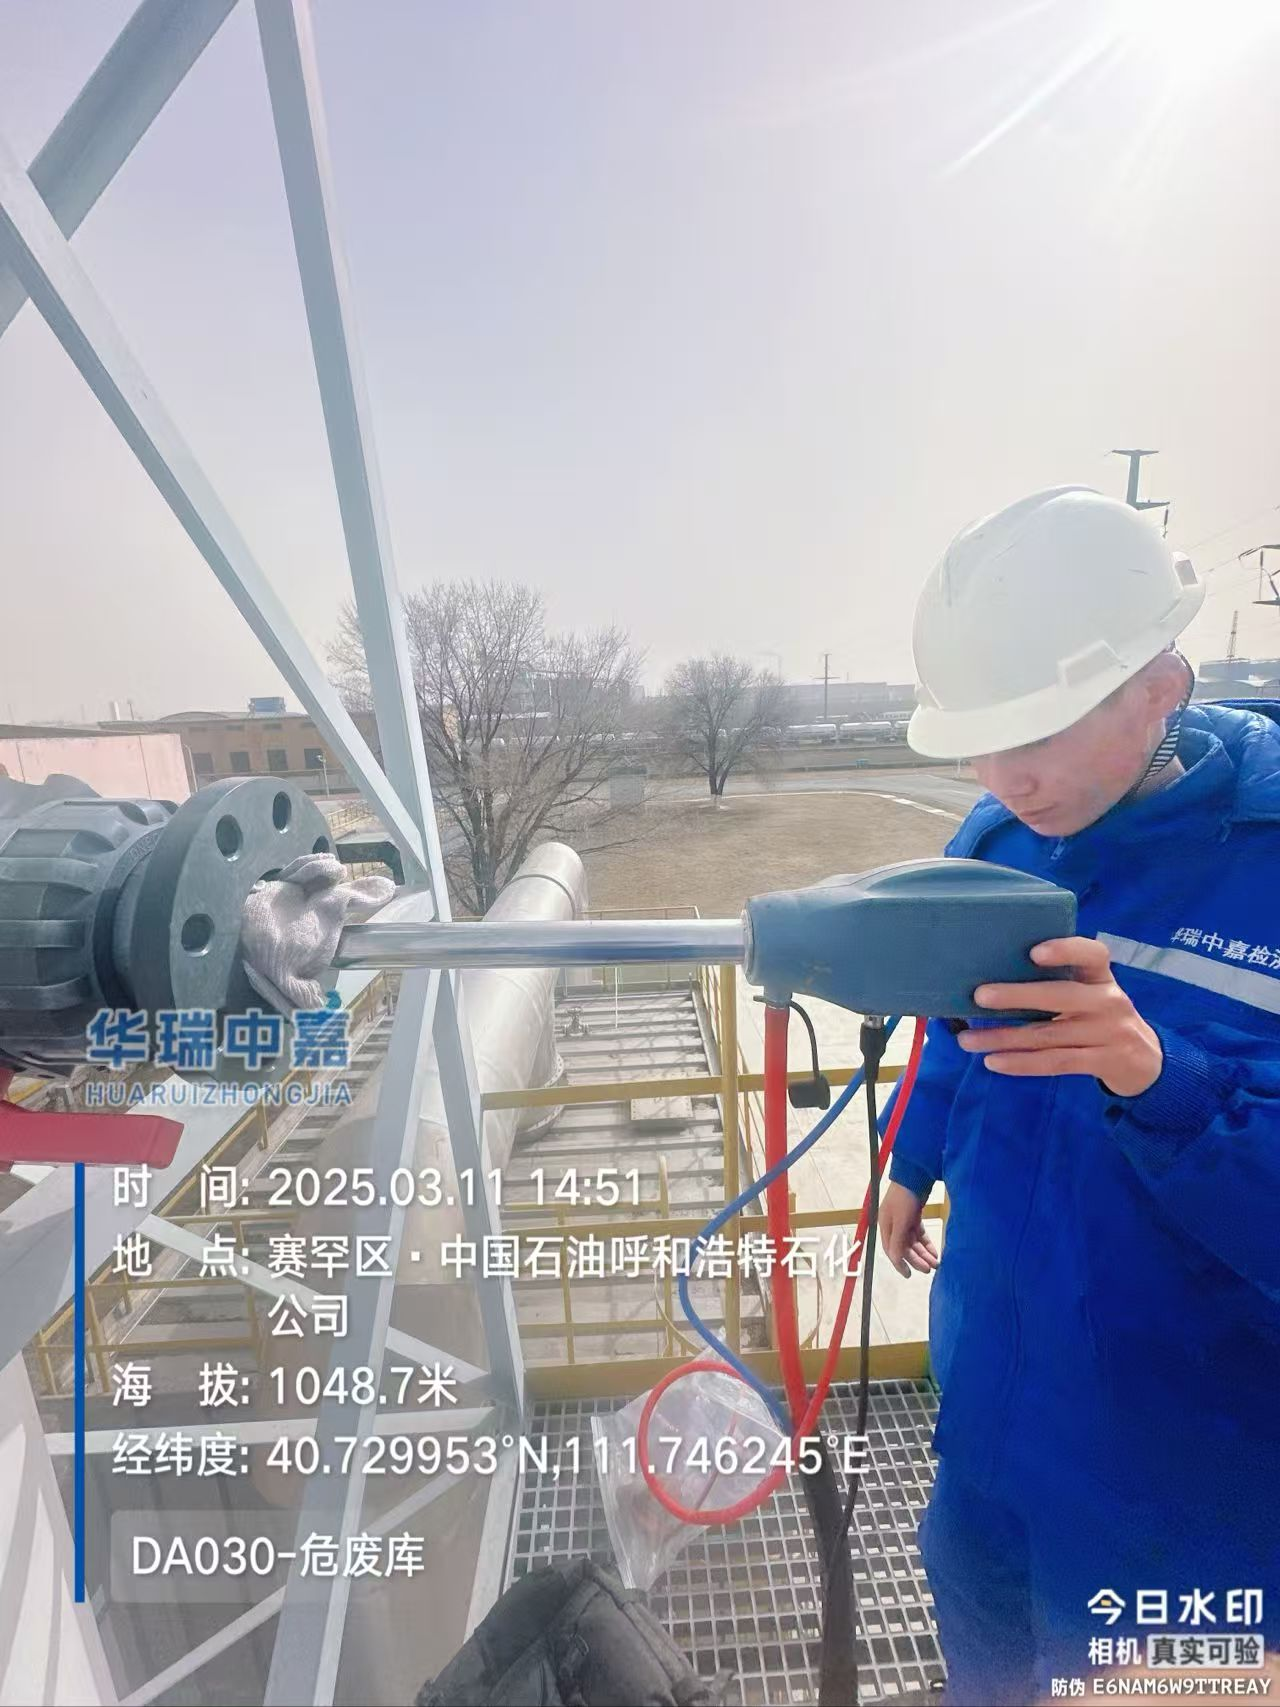 华瑞中嘉检测
华瑞中嘉
HUARUIZHONGJIA
时 间: 2025.03.11 14:51
地 点: 赛罕区·中国石油呼和浩特石化
公司
海 拔: 1048.7米
经纬度: 40.729953°N,111.746245°E
DA030-危废库
今日水印
相机 真实可验
防伪 E6NAM6W9TTREAY